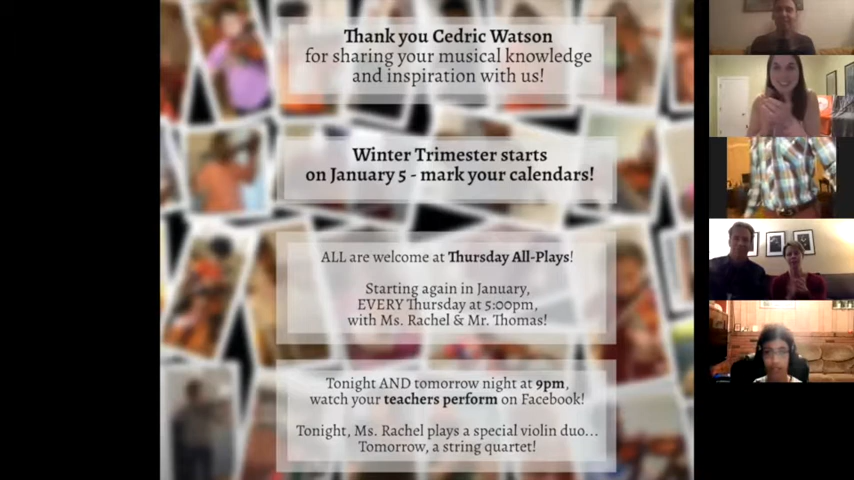 Thank you Cedric Watson
for sharing your musical knowledge
and inspiration with us!
Winter Trimester starts
on January 5 - mark your calendars!
ALL are welcome at Thursday All-Plays!
Starting again in January,
EVERY Thursday at 5:00pm,
with Ms. Rachel & Mr. Thomas!
Tonight AND tomorrow night at 9pm,
watch your teachers perform on Facebook!
Tonight, Ms. Rachel plays a special violin duo...
Tomorrow, a string quartet!